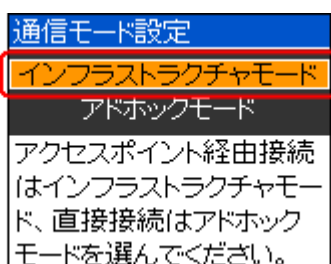 通信モード設定
インフラストラクチャモード
アドホックモード
アクセスポイント経由接続
はインフラストラクチャモー
ド、直接接続はアドホック
モードを選んでください。